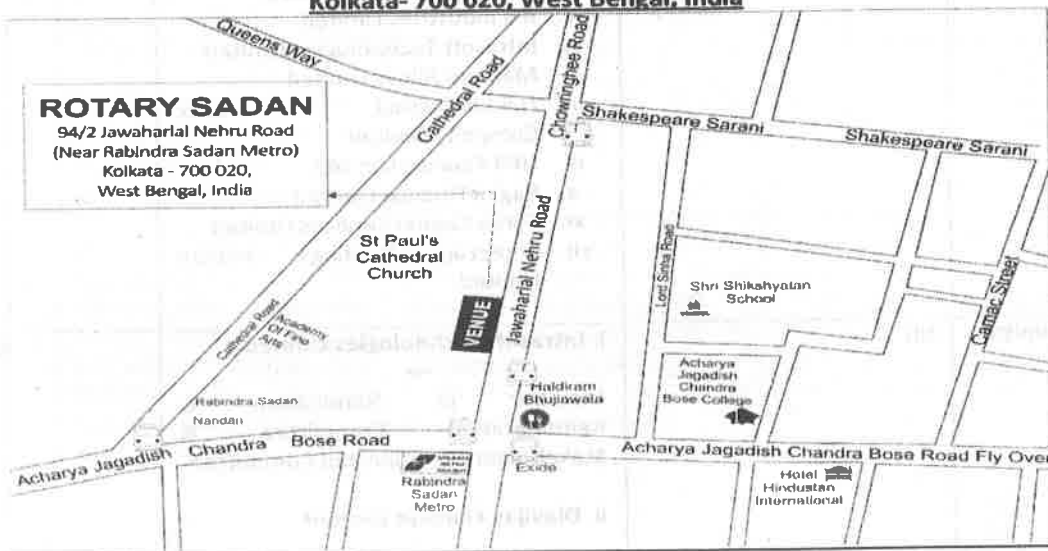 Kolkata- 700 020, West Bengal, India
Queens Way
Cathedral Road
Chowringhee Road
Shakespeare Sarani
Shakespeare Sarani
ROTARY SADAN
94/2 Jawaharlal Nehru Road
(Near Rabindra Sadan Metro)
Kolkata - 700 020,
West Bengal, India
St Paul's
Cathedral
Church
Jawaharlal Nehru Road
VENUE
Lord Sinha Road
Shri Shikshyatan
School
Camac Street
Cathedral Road
Academy
Of Fine
Arts
Haldiram
Bhujiawala
Acharya
Jagadish
Chandra
Bose College
Rabindra Sadan
Nandan
Acharya Jagadish Chandra Bose Road
Acharya Jagadish Chandra Bose Road Fly Over
Rabindra
Sadan
Metro
Exide
Hotel
Hindustan
International